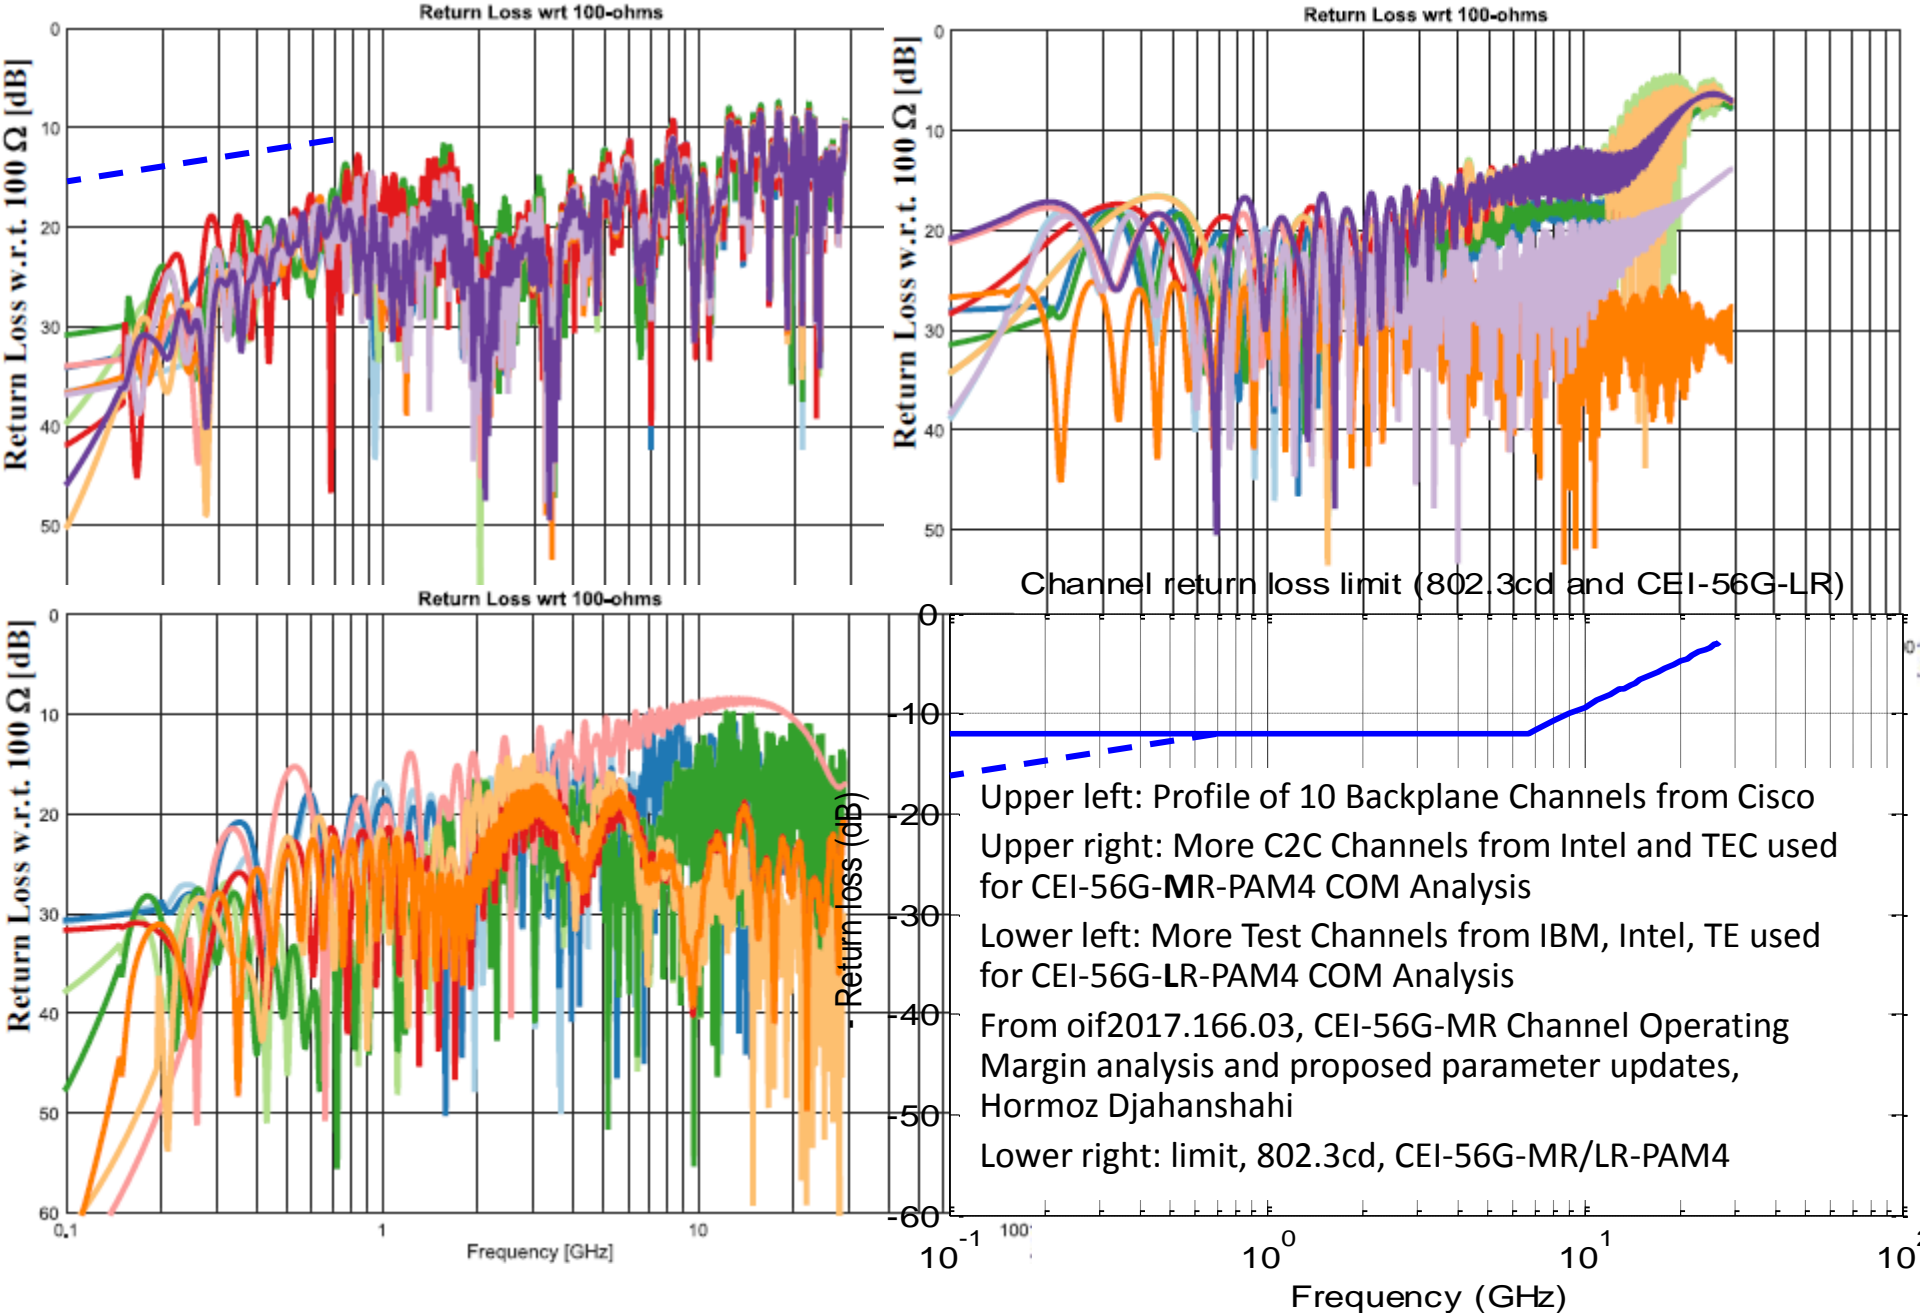 Return Loss wrt 100-ohms
Return Loss w.r.t. 100 Ω [dB]
0
10
20
30
40
50
Return Loss wrt 100-ohms
Return Loss w.r.t. 100 Ω [dB]
0
10
20
30
40
50
Return Loss wrt 100-ohms
Return Loss w.r.t. 100 Ω [dB]
0
10
20
30
40
50
60
0.1
1
10
100
Frequency [GHz]
Channel return loss limit (802.3cd and CEI-56G-LR)
- Return loss (dB)
0
-10
-20
-30
-40
-50
-60
Upper left: Profile of 10 Backplane Channels from Cisco
Upper right: More C2C Channels from Intel and TEC used
for CEI-56G-MR-PAM4 COM Analysis
Lower left: More Test Channels from IBM, Intel, TE used
for CEI-56G-LR-PAM4 COM Analysis
From oif2017.166.03, CEI-56G-MR Channel Operating
Margin analysis and proposed parameter updates,
Hormoz Djahanshahi
Lower right: limit, 802.3cd, CEI-56G-MR/LR-PAM4
10⁻¹
10⁰
10¹
10²
Frequency (GHz)